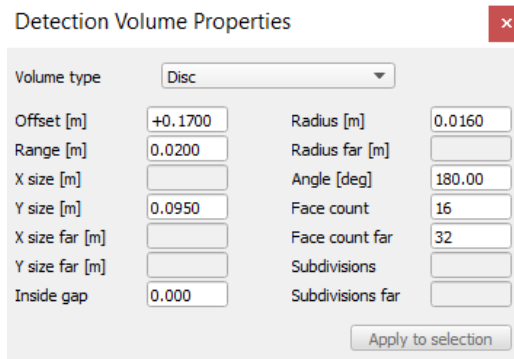 Detection Volume Properties
×
Volume type Disc
Offset [m] +0.1700 Radius [m] 0.0160
Range [m] 0.0200 Radius far [m]
X size [m] Angle [deg] 180.00
Y size [m] 0.0950 Face count 16
X size far [m] Face count far 32
Y size far [m] Subdivisions
Inside gap 0.000 Subdivisions far
Apply to selection